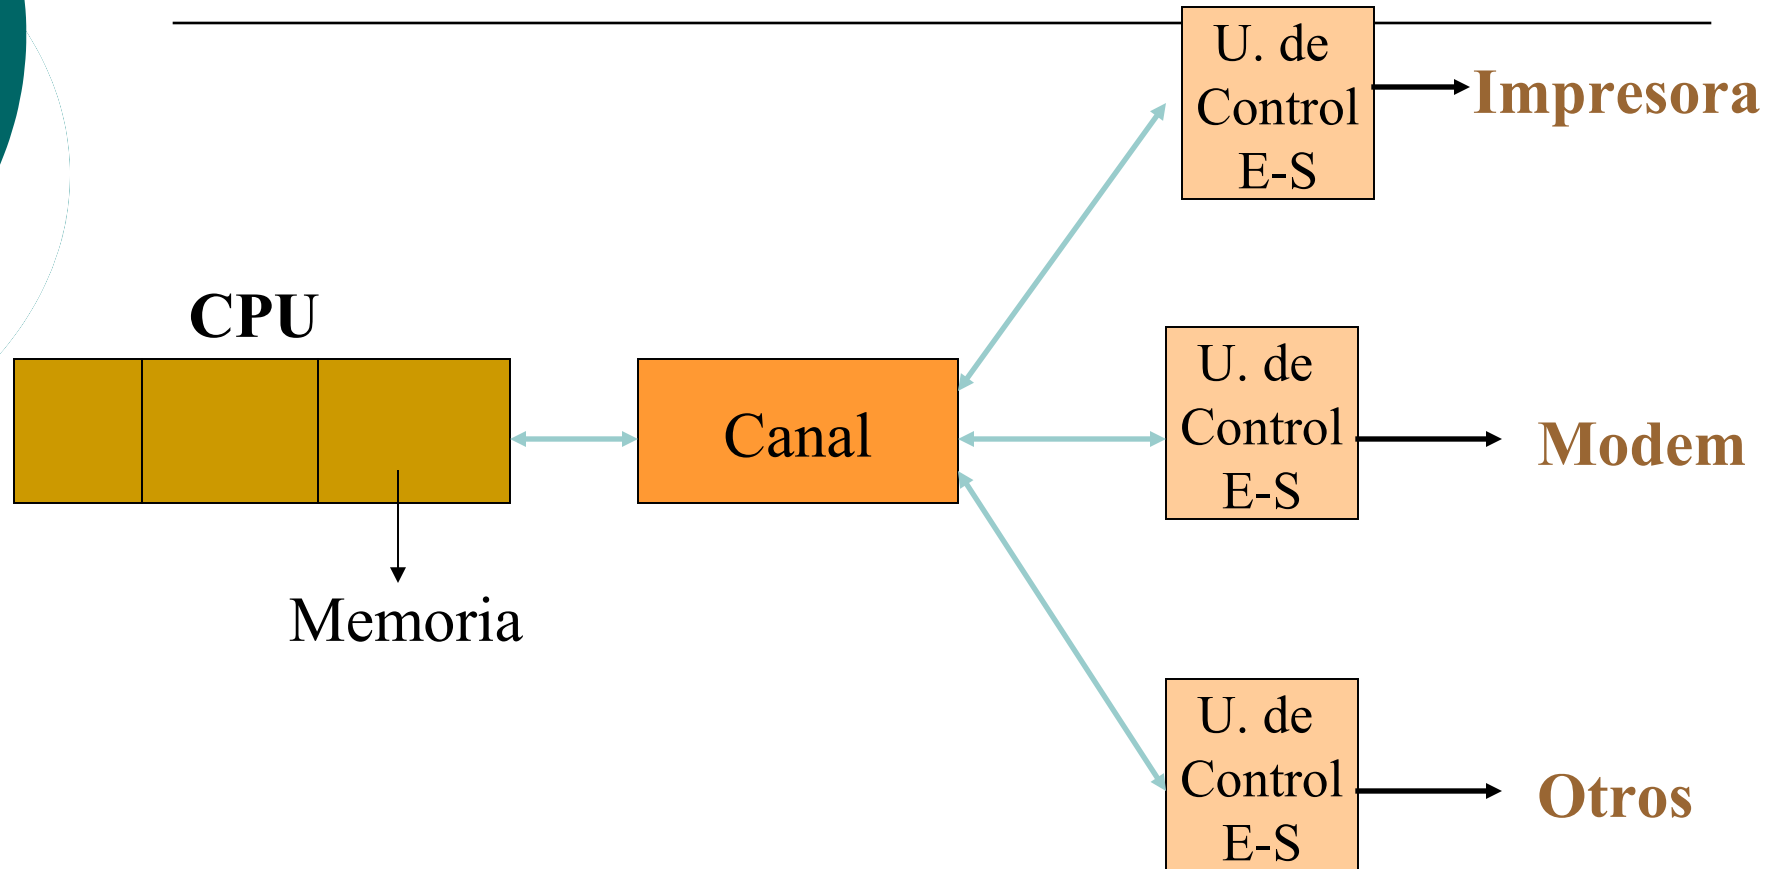 U. de
Control
E-S
Impresora
CPU
Canal
U. de
Control
E-S
Modem
Memoria
U. de
Control
E-S
Otros